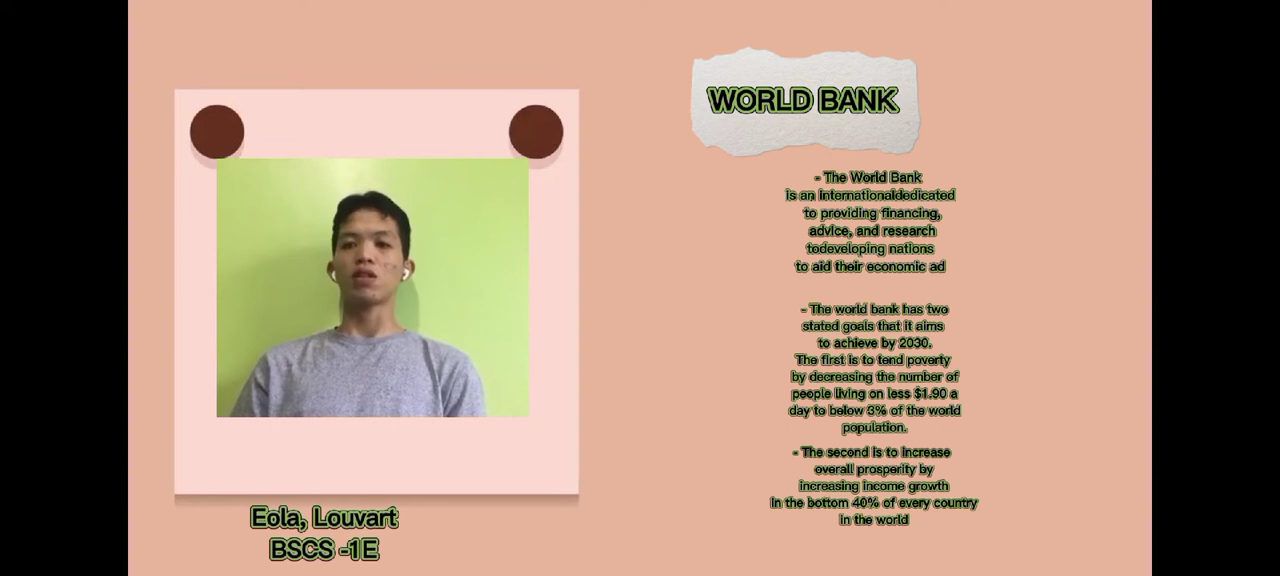 WORLD BANK
- The World Bank
is an internationaldedicated
to providing financing,
advice, and research
todeveloping nations
to aid their economic ad
- The world bank has two
stated goals that it aims
to achieve by 2030.
The first is to tend poverty
by decreasing the number of
people living on less $1.90 a
day to below 3% of the world
population.
- The second is to increase
overall prosperity by
increasing income growth
in the bottom 40% of every country
in the world
Eola, Louvart
BSCS -1E